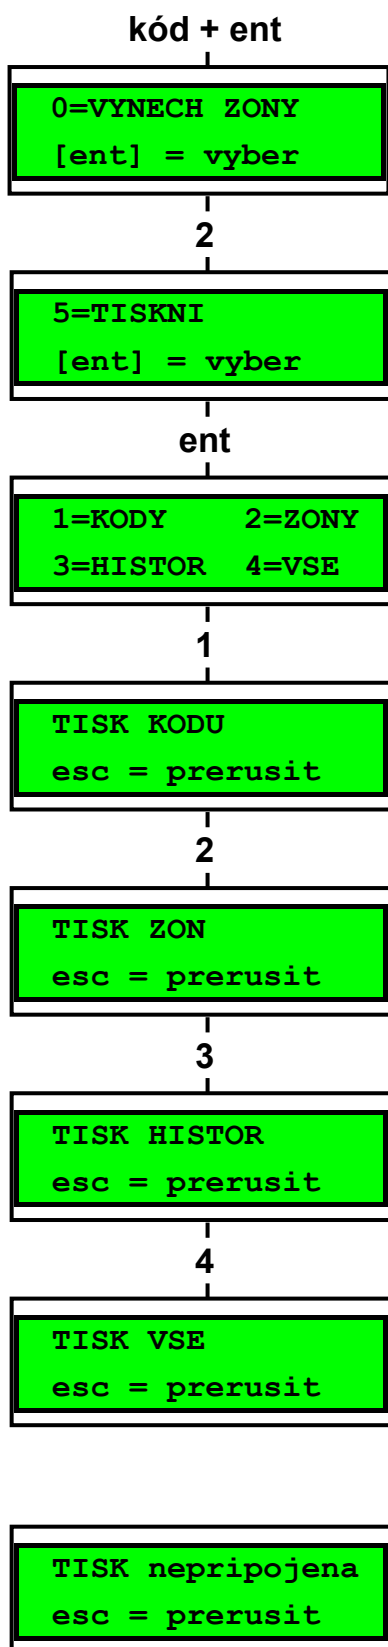 kód + ent
0=VYNECH ZONY
[ent] = vyber
2
5=TISKNI
[ent] = vyber
ent
1=KODY 2=ZONY
3=HISTOR 4=VSE
1
TISK KODU
esc = prerusit
2
TISK ZON
esc = prerusit
3
TISK HISTOR
esc = prerusit
4
TISK VSE
esc = prerusit
TISK nepripojena
esc = prerusit